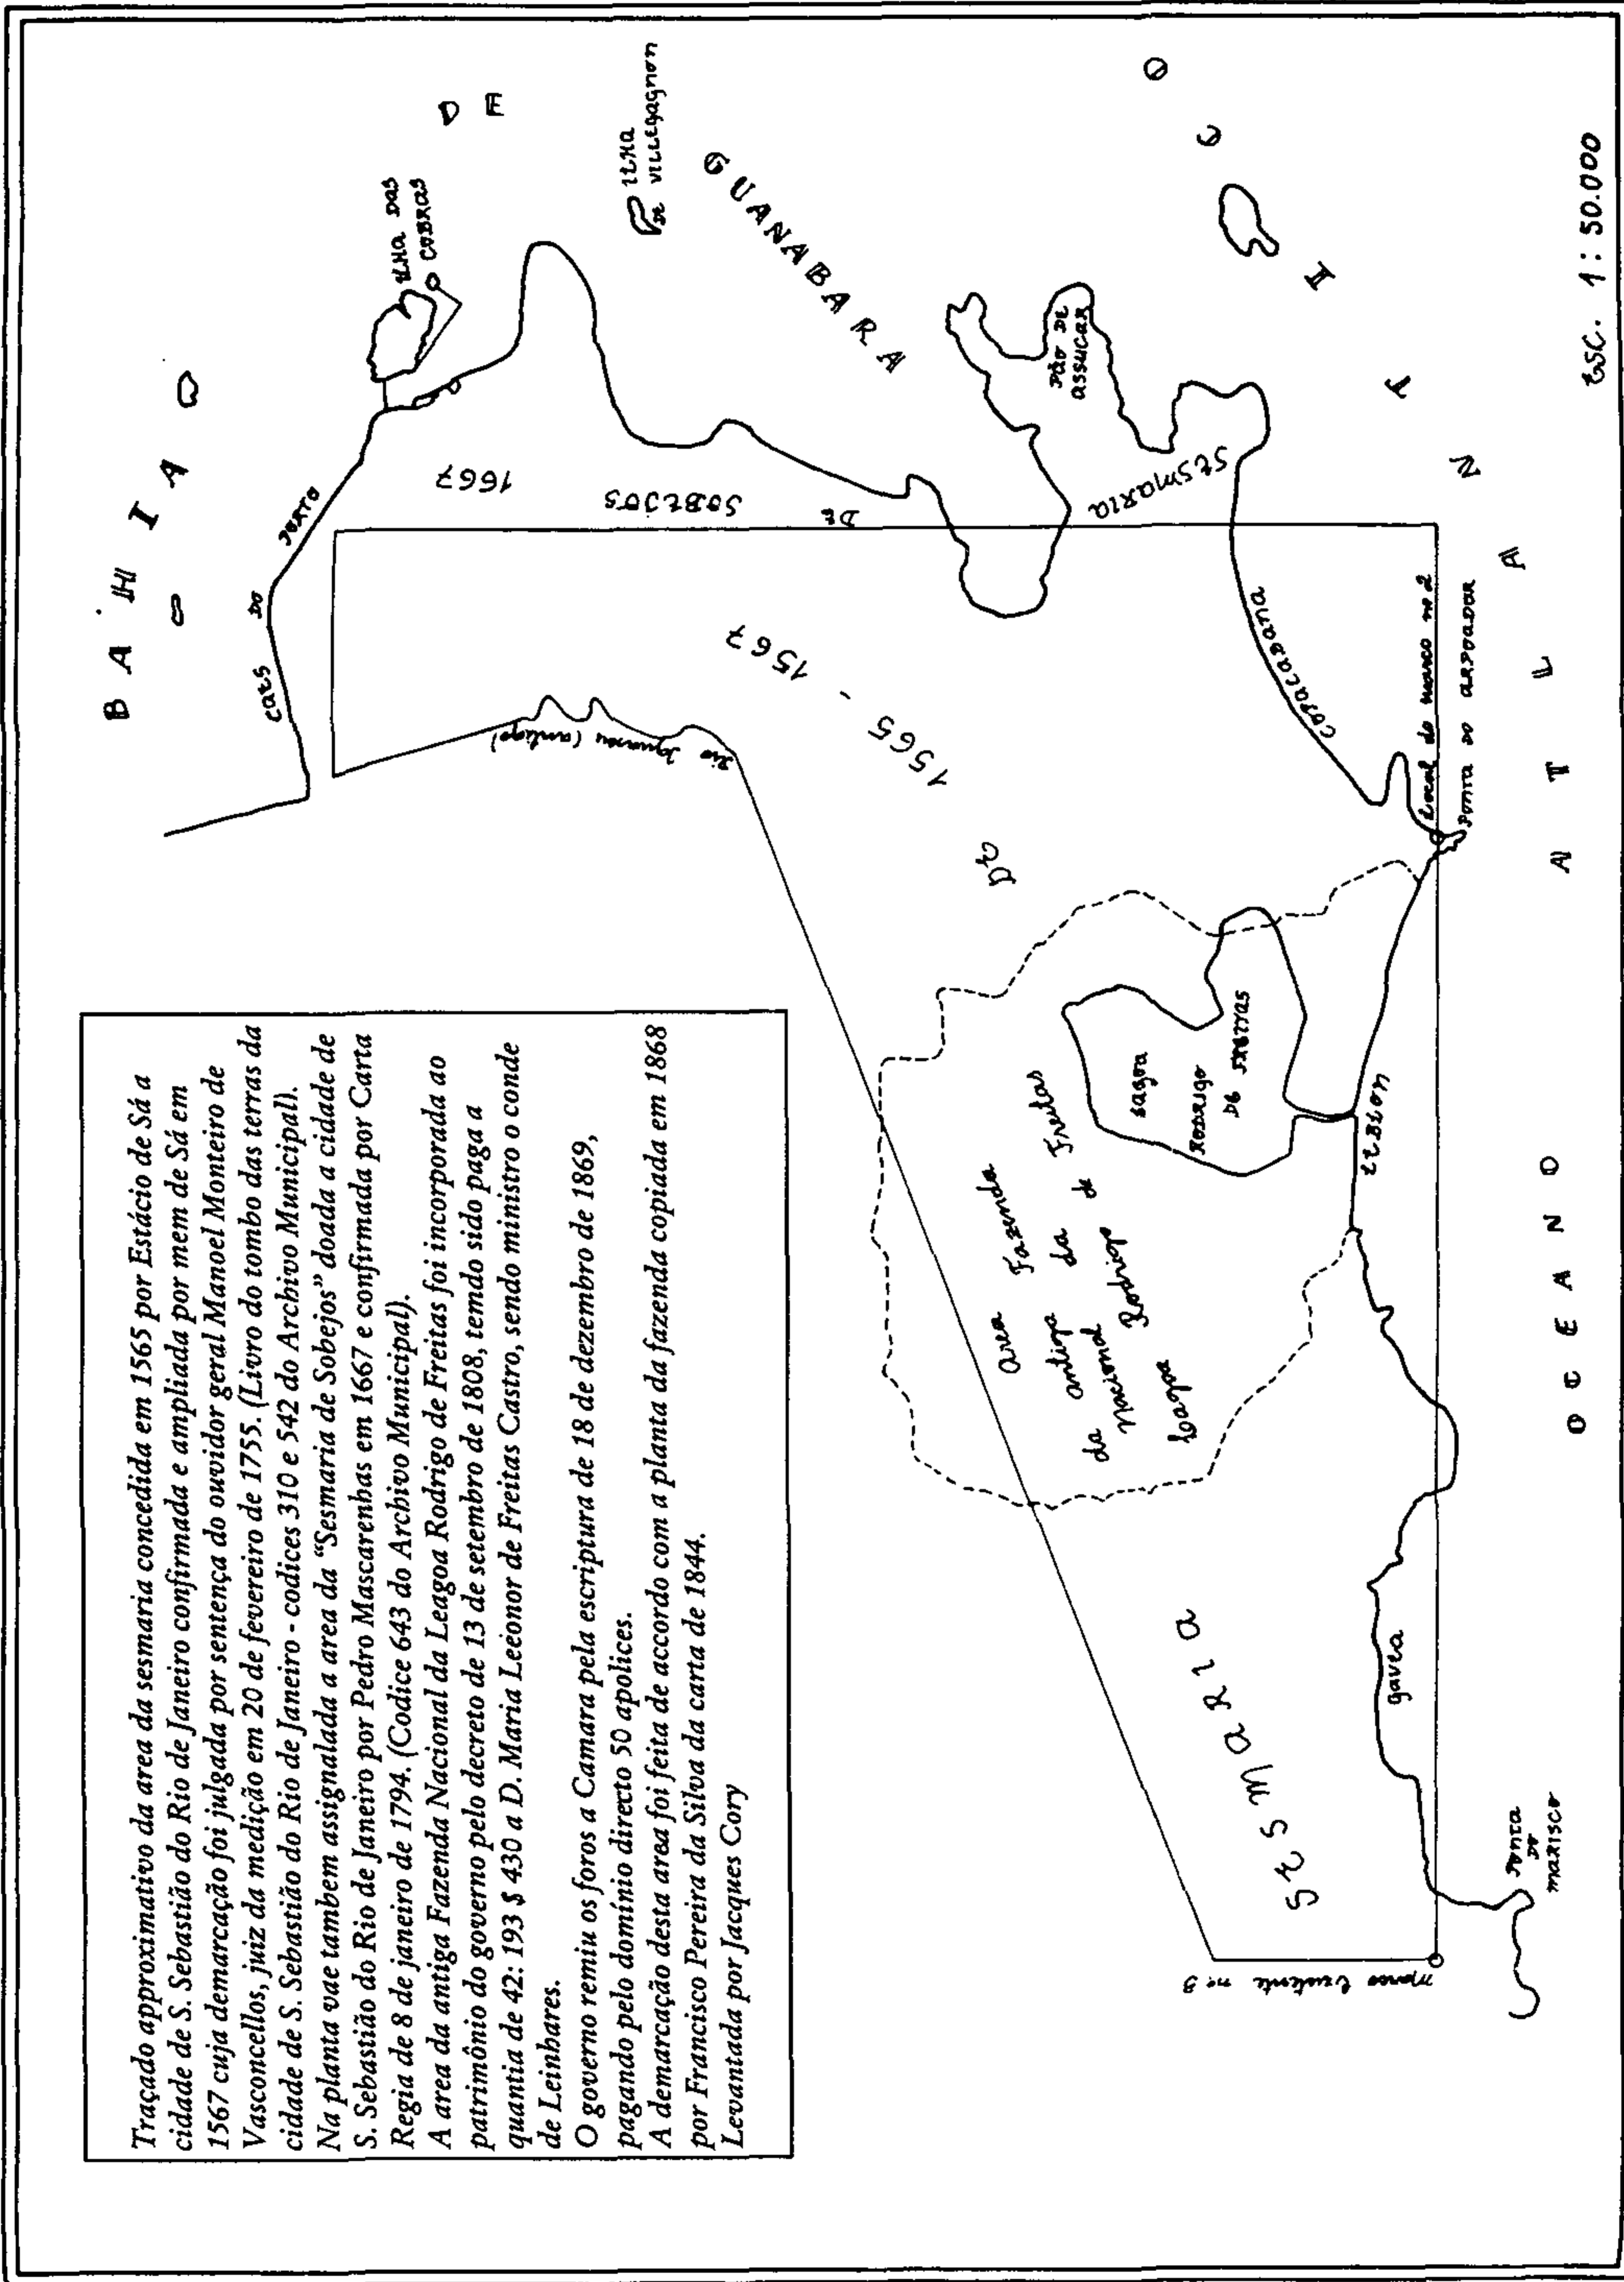 Traçado approximativo da area da sesmaria concedida em 1565 por Estácio de Sá a
cidade de S. Sebastião do Rio de Janeiro confirmada e ampliada por mem de Sá em
1567 cuja demarcação foi julgada por sentença do ouvidor geral Manoel Monteiro de
Vasconcellos, juiz da medição em 20 de fevereiro de 1755. (Livro do tombo das terras da
cidade de S. Sebastião do Rio de Janeiro - codices 310 e 542 do Archivo Municipal).
Na planta vae tambem assignalada a area da “Sesmaria de Sobejos” doada a cidade de
S. Sebastião do Rio de Janeiro por Pedro Mascarenhas em 1667 e confirmada por Carta
Regia de 8 de janeiro de 1794. (Codice 643 do Archivo Municipal).
A area da antiga Fazenda Nacional da Leagoa Rodrigo de Freitas foi incorporada ao
patrimônio do governo pelo decreto de 13 de setembro de 1808, temdo sido paga a
quantia de 42: 193 $ 430 a D. Maria Leeonor de Freitas Castro, sendo ministro o conde
de Leinhares.
O governo remiu os foros a Camara pela escriptura de 18 de dezembro de 1869,
pagando pelo domínio directo 50 apolices.
A demarcação desta area foi feita de accordo com a planta da fazenda copiada em 1868
por Francisco Pereira da Silva da carta de 1844.
Levantada por Jacques Cory
BAHIA
DE
GUANABARA
CAES DO PORTO
ILHA DAS
COBRAS
ILHA
DE VILLEGAGNON
1667
SOBEJOS
DE
SESMARIA
Rio Iguassu (antigo)
1565 - 1567
DA
SESMARIA
PÃO DE
ASSUCAR
COPACABANA
Local do marco nº 2
PONTA DO ARPOADOR
Area Fazenda
da antiga da de Freitas
Nacional Rodrigo
Lagoa
LAGOA
RODRIGO
DE FREITAS
LEBLON
GAVEA
Marco Existente nº 3
PONTA
DO
MARISCO
OCEANO
ATLANTICO
ESC. 1:50.000